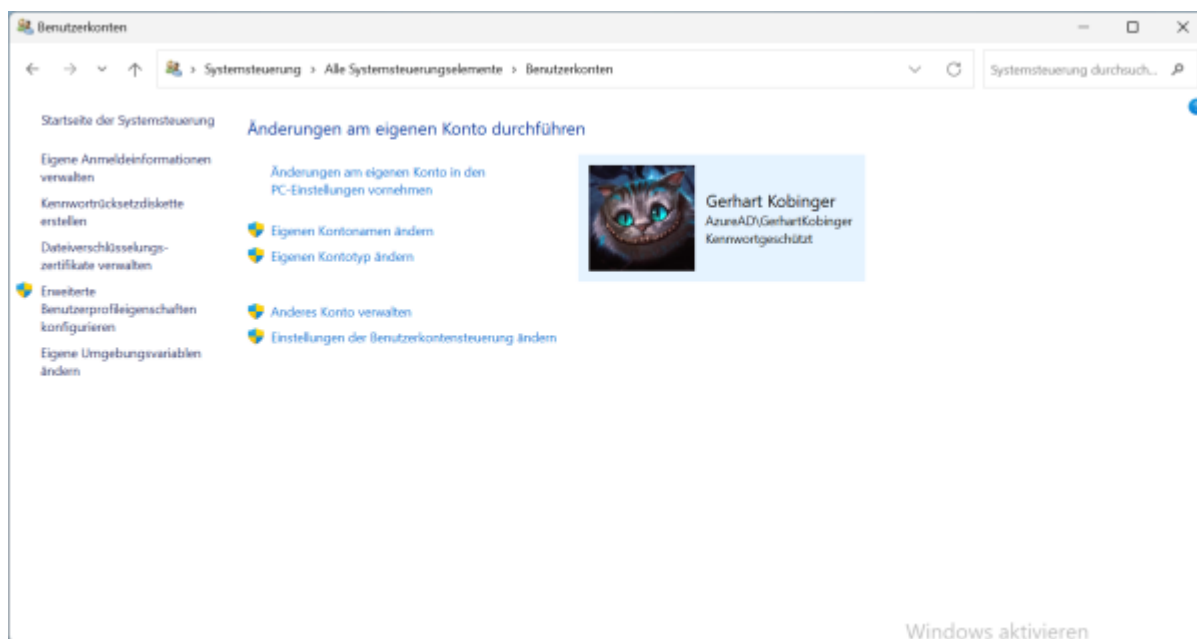 Benutzerkonten
Systemsteuerung › Alle Systemsteuerungselemente › Benutzerkonten
Systemsteuerung durchsuch...
Startseite der Systemsteuerung
Eigene Anmeldeinformationen
verwalten
Kennwortrücksetzdiskette
erstellen
Dateiverschlüsselungs-
zertifikate verwalten
Erweiterte
Benutzerprofileigenschaften
konfigurieren
Eigene Umgebungsvariablen
ändern
Änderungen am eigenen Konto durchführen
Änderungen am eigenen Konto in den
PC-Einstellungen vornehmen
Eigenen Kontonamen ändern
Eigenen Kontotyp ändern
Anderes Konto verwalten
Einstellungen der Benutzerkontensteuerung ändern
Gerhart Kobinger
AzureAD\GerhartKobinger
Kennwortgeschützt
Windows aktivieren